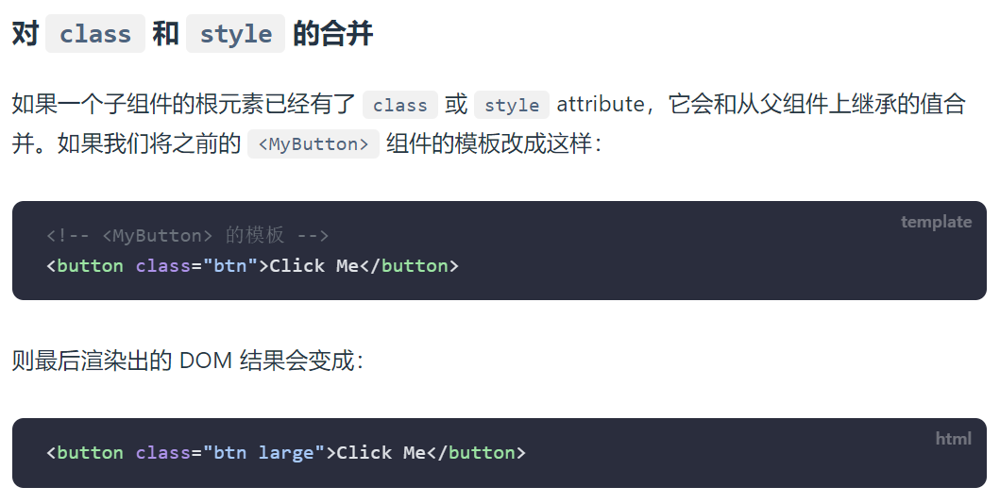 对 class 和 style 的合并
如果一个子组件的根元素已经有了 class 或 style attribute，它会和从父组件上继承的值合
并。如果我们将之前的 <MyButton> 组件的模板改成这样：
template
<!-- <MyButton> 的模板 -->
<button class="btn">Click Me</button>
则最后渲染出的 DOM 结果会变成：
html
<button class="btn large">Click Me</button>